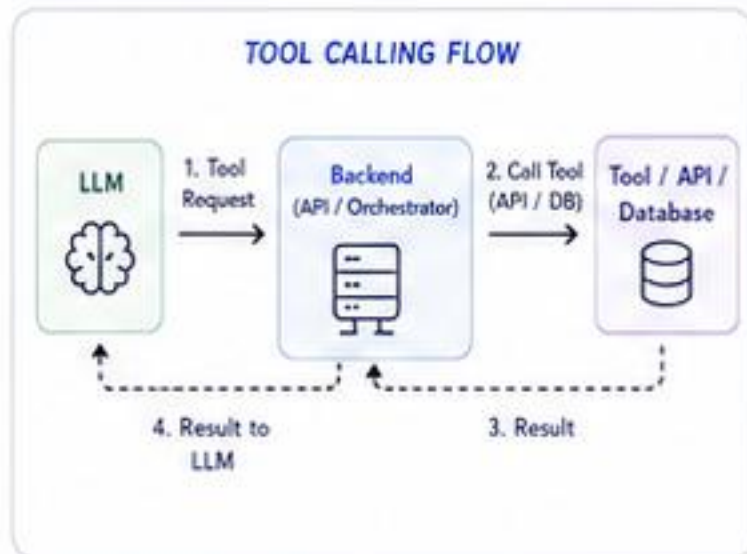 TOOL CALLING FLOW
LLM
1. Tool
Request
Backend
(API / Orchestrator)
2. Call Tool
(API / DB)
Tool / API /
Database
4. Result to
LLM
3. Result